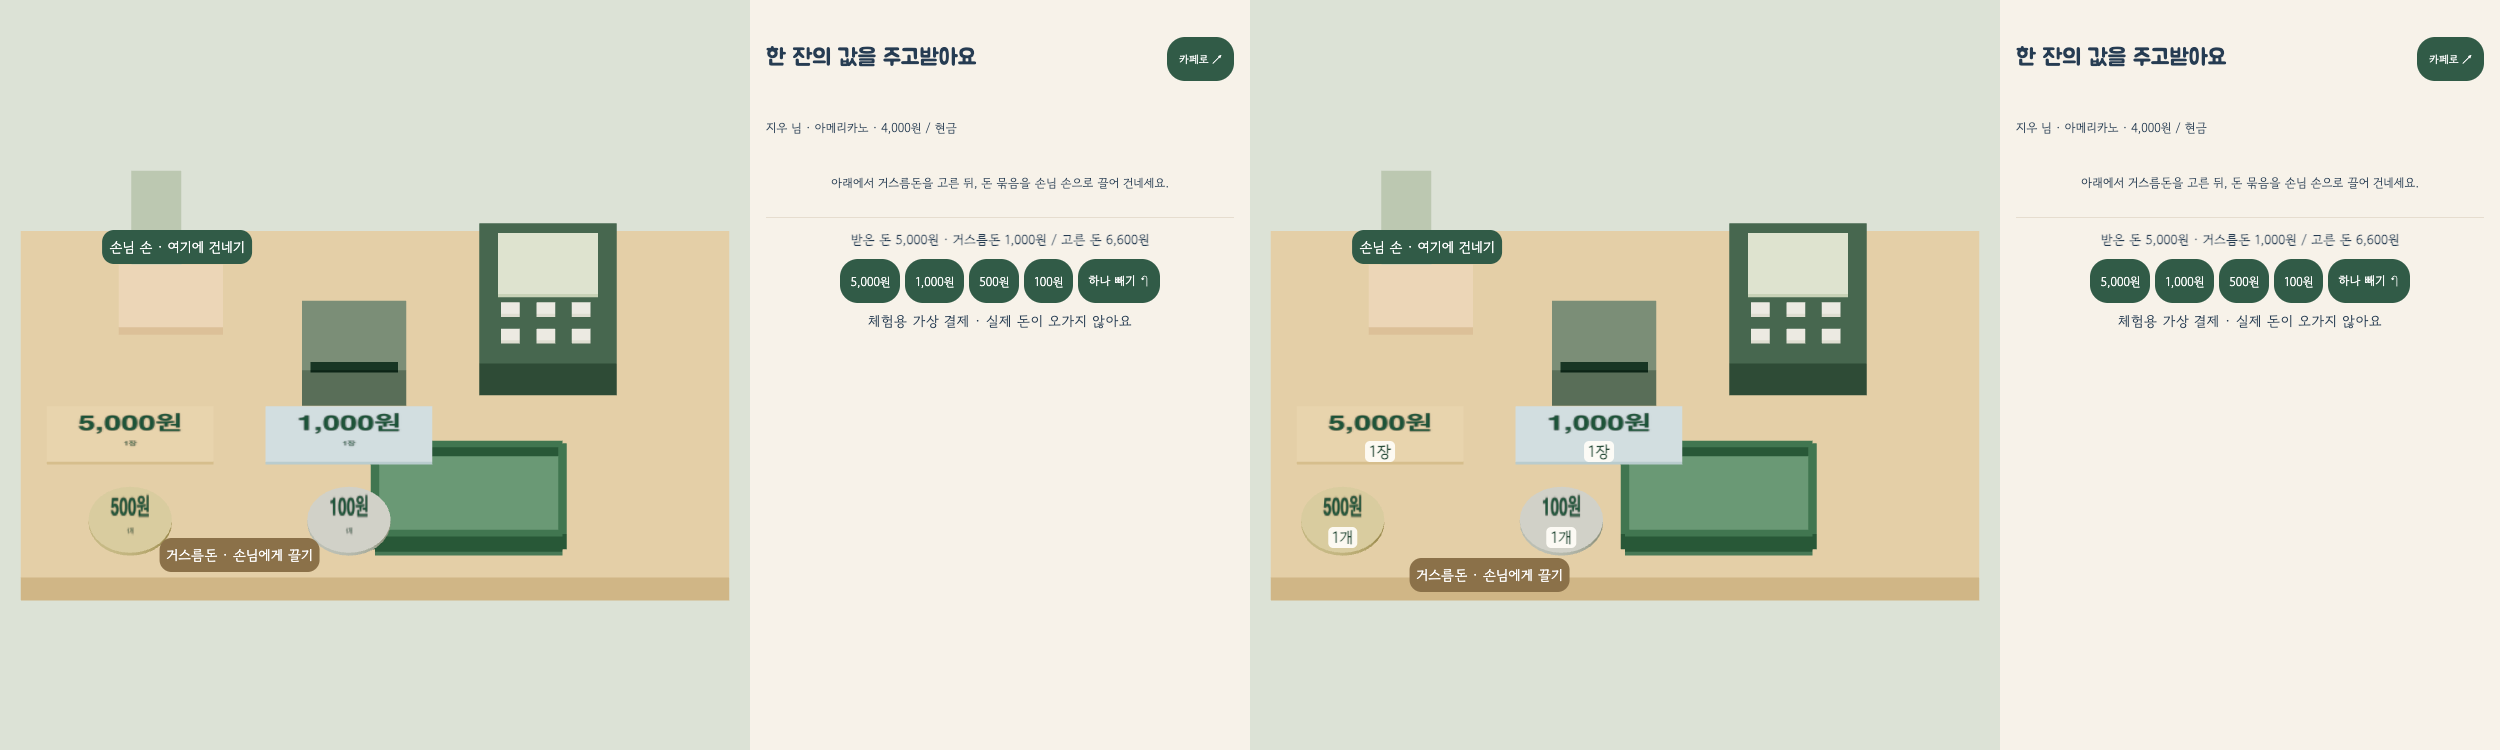 한 잔의 값을 주고받아요
카페로 ↗
지우 님 · 아메리카노 · 4,000원 / 현금
아래에서 거스름돈을 고른 뒤, 돈 묶음을 손님 손으로 끌어 건네세요.
받은 돈 5,000원 · 거스름돈 1,000원 / 고른 돈 6,600원
5,000원 1,000원 500원 100원 하나 빼기 ↰
체험용 가상 결제 · 실제 돈이 오가지 않아요
손님 손 · 여기에 건네기
5,000원
1장
1,000원
1장
500원
100원
거스름돈 · 손님에게 끌기
한 잔의 값을 주고받아요
카페로 ↗
지우 님 · 아메리카노 · 4,000원 / 현금
아래에서 거스름돈을 고른 뒤, 돈 묶음을 손님 손으로 끌어 건네세요.
받은 돈 5,000원 · 거스름돈 1,000원 / 고른 돈 6,600원
5,000원 1,000원 500원 100원 하나 빼기 ↰
체험용 가상 결제 · 실제 돈이 오가지 않아요
손님 손 · 여기에 건네기
5,000원
1장
1,000원
1장
500원
1개
100원
1개
거스름돈 · 손님에게 끌기